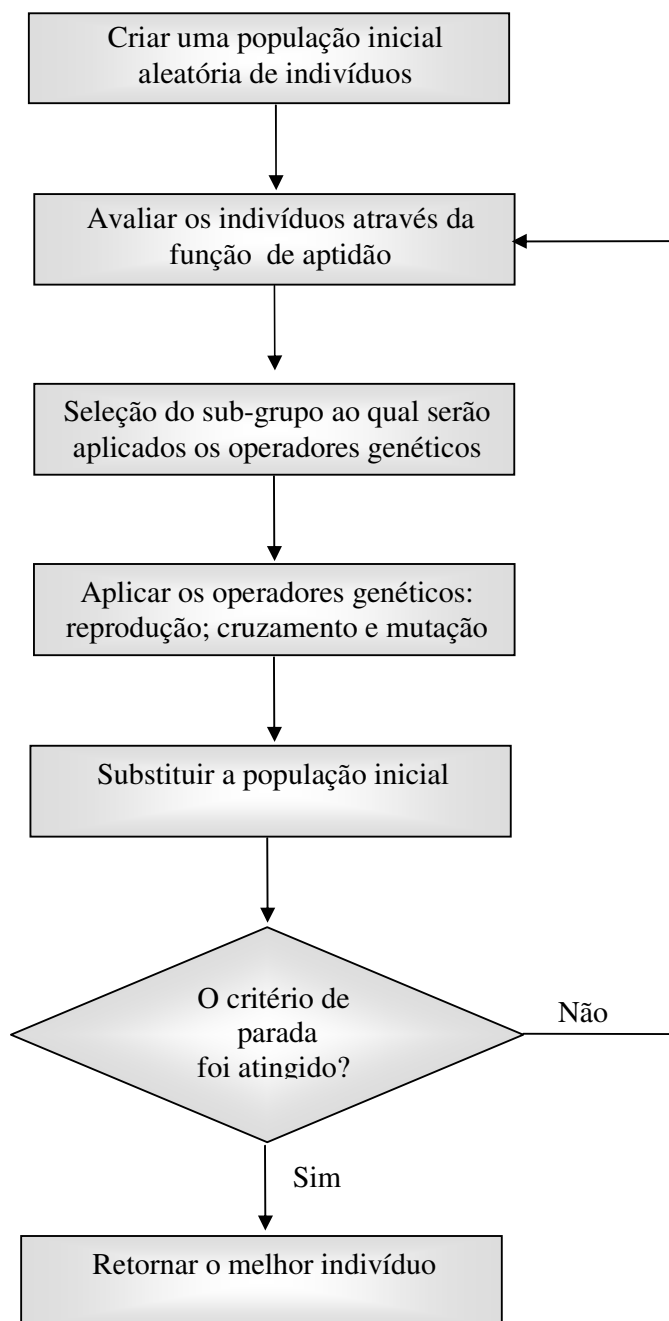 Criar uma população inicial
aleatória de indivíduos
Avaliar os indivíduos através da
função de aptidão
Seleção do sub-grupo ao qual serão
aplicados os operadores genéticos
Aplicar os operadores genéticos:
reprodução; cruzamento e mutação
Substituir a população inicial
O critério de
parada
foi atingido?
Não
Sim
Retornar o melhor indivíduo